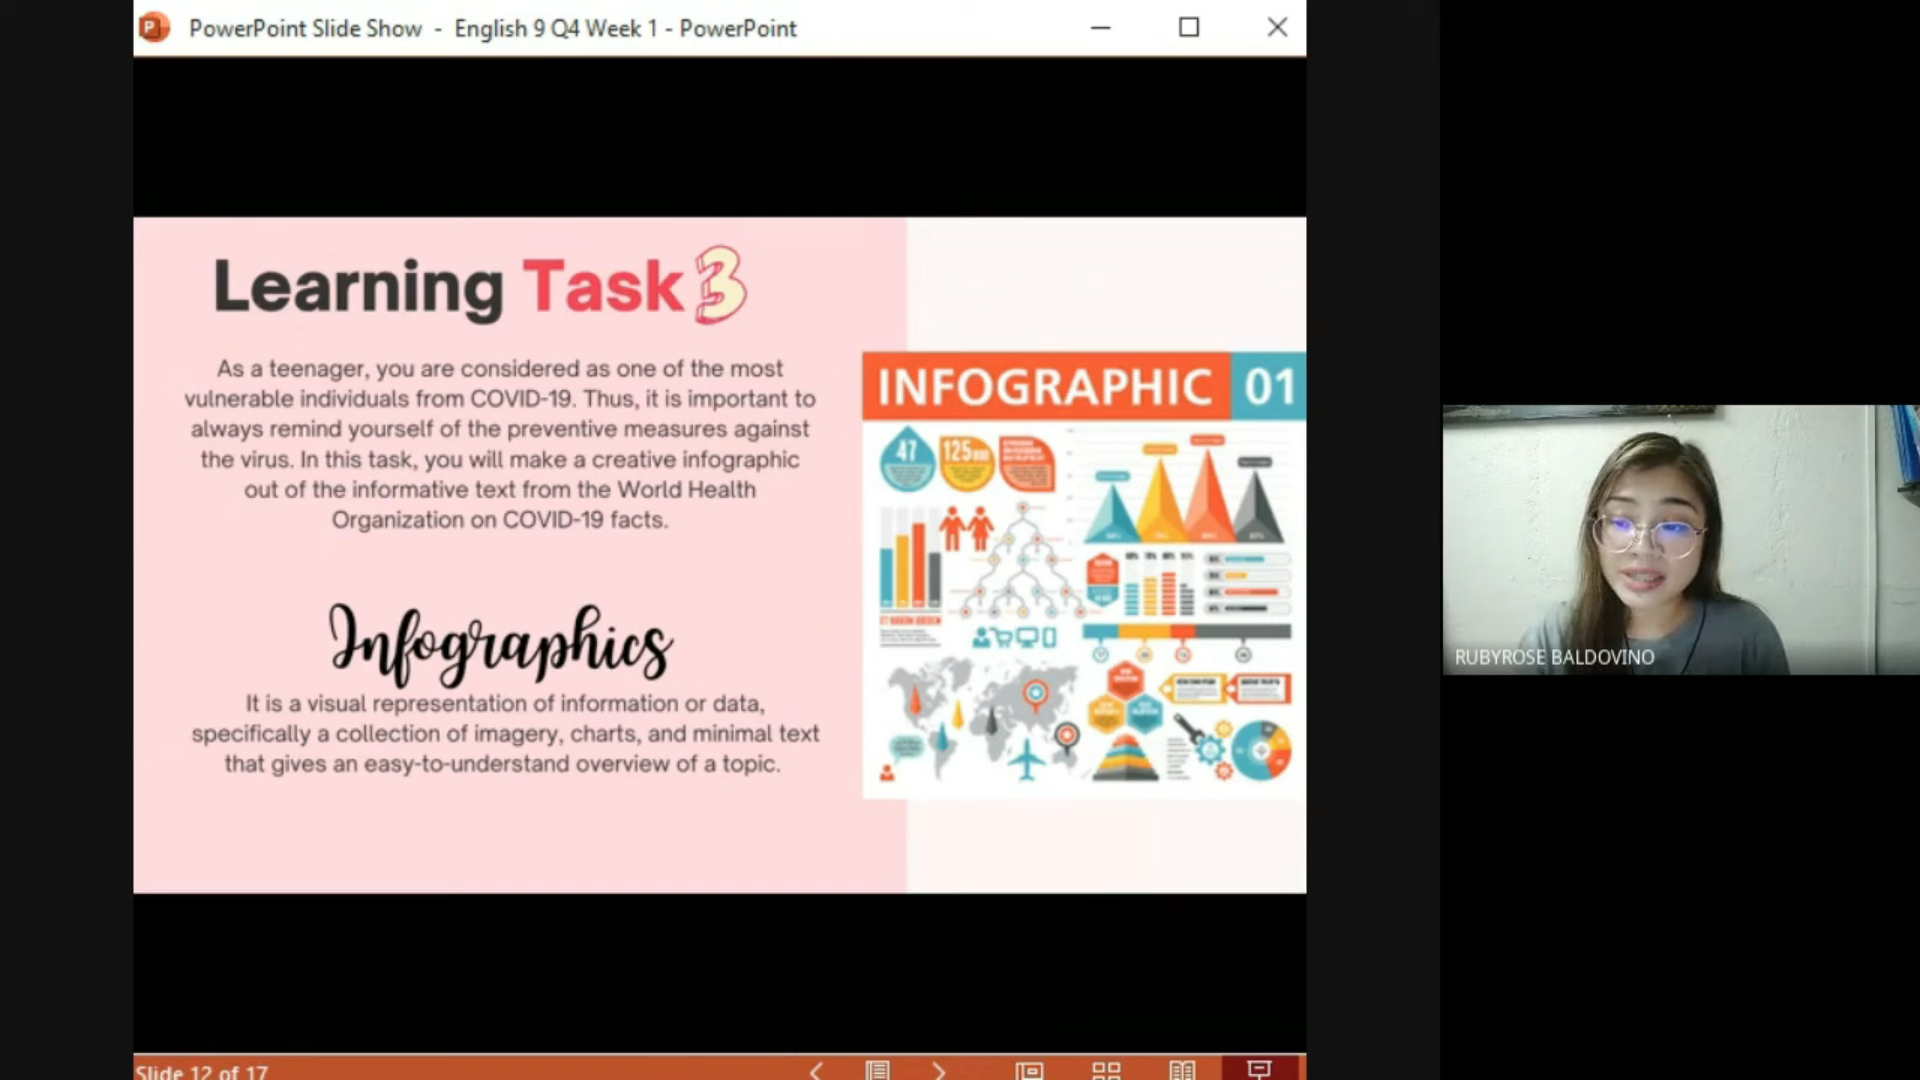 PowerPoint Slide Show - English 9 Q4 Week 1 - PowerPoint
Learning Task 3
As a teenager, you are considered as one of the most
vulnerable individuals from COVID-19. Thus, it is important to
always remind yourself of the preventive measures against
the virus. In this task, you will make a creative infographic
out of the informative text from the World Health
Organization on COVID-19 facts.
Infographics
It is a visual representation of information or data,
specifically a collection of imagery, charts, and minimal text
that gives an easy-to-understand overview of a topic.
INFOGRAPHIC 01
47
125
RUBYROSE BALDOVINO
Slide 12 of 17